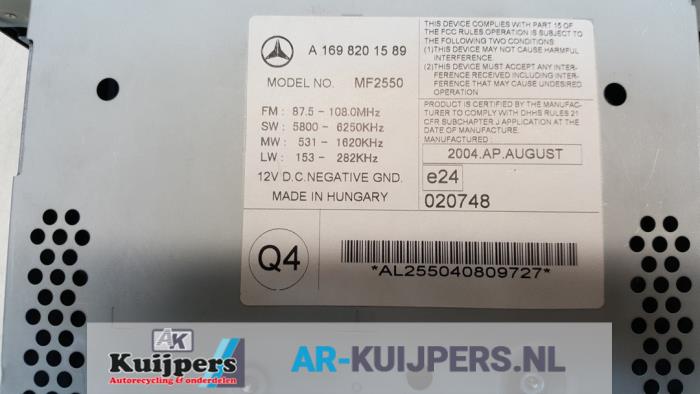 A 169 820 15 89
MODEL NO. MF2550
FM : 87.5 - 108.0MHz
SW : 5800 - 6250KHz
MW : 531 - 1620KHz
LW : 153 - 282KHz
12V D.C. NEGATIVE GND.
MADE IN HUNGARY
THIS DEVICE COMPLIES WITH PART 15 OF
THE FCC RULES. OPERATION IS SUBJECT TO
THE FOLLOWING TWO CONDITIONS:
(1)THIS DEVICE MAY NOT CAUSE HARMFUL
INTERFERENCE.
(2)THIS DEVICE MUST ACCEPT ANY INTER-
FERENCE RECEIVED INCLUDING INTER-
FERENCE THAT MAY CAUSE UNDESIRED
OPERATION
PRODUCT IS CERTIFIED BY THE MANUFAC-
TURER TO COMPLY WITH DHHS RULES 21
CFR SUBCHAPTER J APPLICATION AT THE
DATE OF MANUFACTURE.
MANUFACTURED :
2004.AP.AUGUST
e24
020748
Q4
*AL255040809727*
AK
Kuijpers
Autorecycling & onderdelen
AR-KUIJPERS.NL